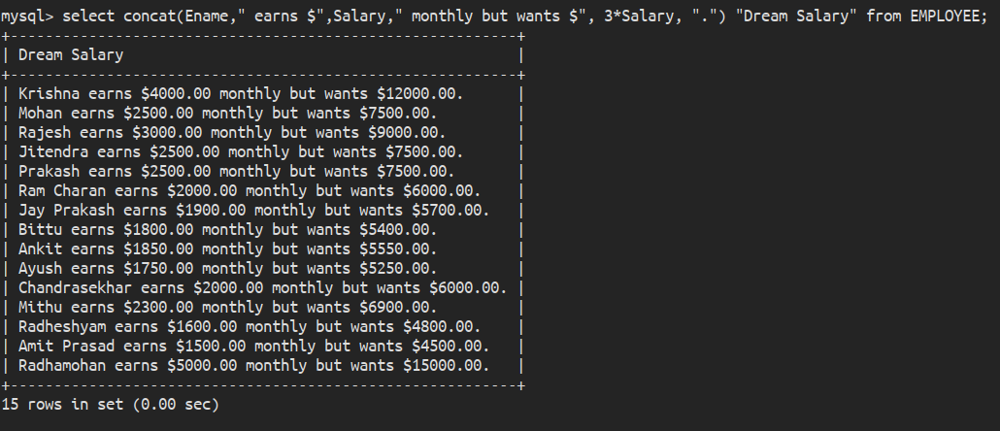 mysql> select concat(Ename," earns $",Salary," monthly but wants $", 3*Salary, ".") "Dream Salary" from EMPLOYEE;
+----------------------------------------------------------+
| Dream Salary                                             |
+----------------------------------------------------------+
| Krishna earns $4000.00 monthly but wants $12000.00.      |
| Mohan earns $2500.00 monthly but wants $7500.00.         |
| Rajesh earns $3000.00 monthly but wants $9000.00.        |
| Jitendra earns $2500.00 monthly but wants $7500.00.      |
| Prakash earns $2500.00 monthly but wants $7500.00.       |
| Ram Charan earns $2000.00 monthly but wants $6000.00.    |
| Jay Prakash earns $1900.00 monthly but wants $5700.00.   |
| Bittu earns $1800.00 monthly but wants $5400.00.         |
| Ankit earns $1850.00 monthly but wants $5550.00.         |
| Ayush earns $1750.00 monthly but wants $5250.00.         |
| Chandrasekhar earns $2000.00 monthly but wants $6000.00. |
| Mithu earns $2300.00 monthly but wants $6900.00.         |
| Radheshyam earns $1600.00 monthly but wants $4800.00.    |
| Amit Prasad earns $1500.00 monthly but wants $4500.00.   |
| Radhamohan earns $5000.00 monthly but wants $15000.00.   |
+----------------------------------------------------------+
15 rows in set (0.00 sec)